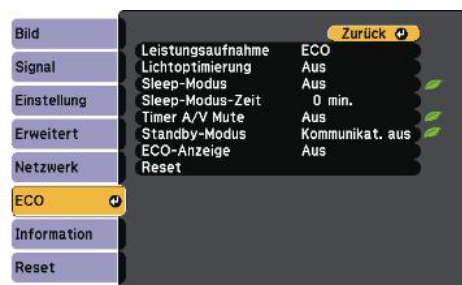 Bild
Signal
Einstellung
Erweitert
Netzwerk
ECO
Information
Reset
Zurück
Leistungsaufnahme ECO
Lichtoptimierung Aus
Sleep-Modus Aus
Sleep-Modus-Zeit 0 min.
Timer A/V Mute Aus
Standby-Modus Kommunikat. aus
ECO-Anzeige Aus
Reset